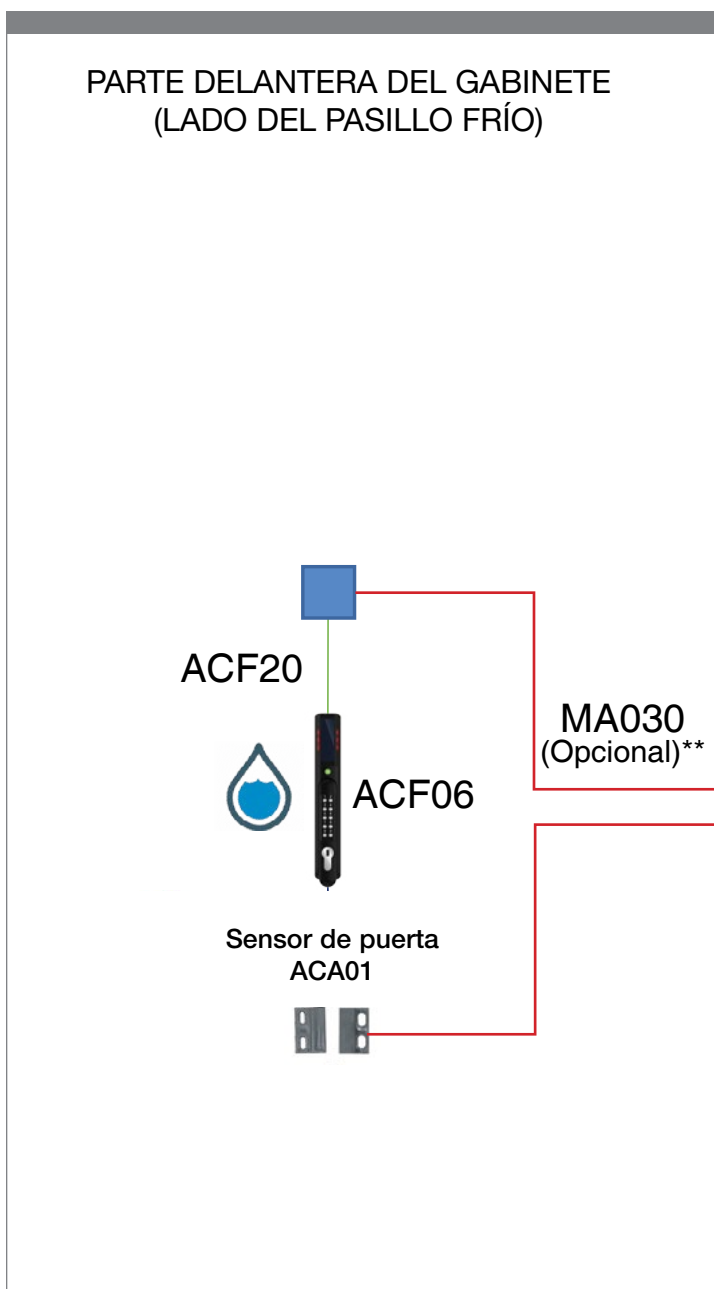 PARTE DELANTERA DEL GABINETE
(LADO DEL PASILLO FRÍO)
ACF20
MA030
(Opcional)**
ACF06
Sensor de puerta
ACA01